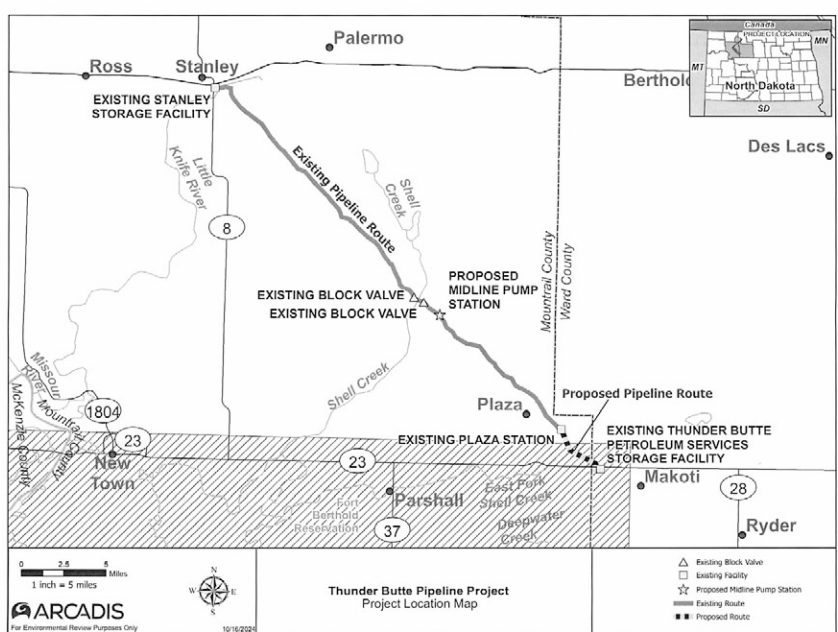 Canada
PROJECT LOCATION
MN
MT
North Dakota
SD
Palermo
Ross
Stanley
Berthold
EXISTING STANLEY
STORAGE FACILITY
Des Lacs
Little
Knife River
Existing Pipeline Route
Shell
Creek
8
Mountrail County
Ward County
PROPOSED
MIDLINE PUMP
STATION
EXISTING BLOCK VALVE
EXISTING BLOCK VALVE
Missouri
River
McKenzie County
Mountrail County
Shell Creek
Proposed Pipeline Route
Plaza
1804
23
New
Town
EXISTING PLAZA STATION
EXISTING THUNDER BUTTE
PETROLEUM SERVICES
STORAGE FACILITY
23
Makoti
28
Parshall
East Fork
Shell Creek
Fort
Berthold
Reservation
Deepwater
Creek
37
Ryder
0 2.5 5
Miles
1 inch = 5 miles
ARCADIS
For Environmental Review Purposes Only
N
W E
S
10/16/2024
Thunder Butte Pipeline Project
Project Location Map
Existing Block Valve
Existing Facility
Proposed Midline Pump Station
Existing Route
Proposed Route